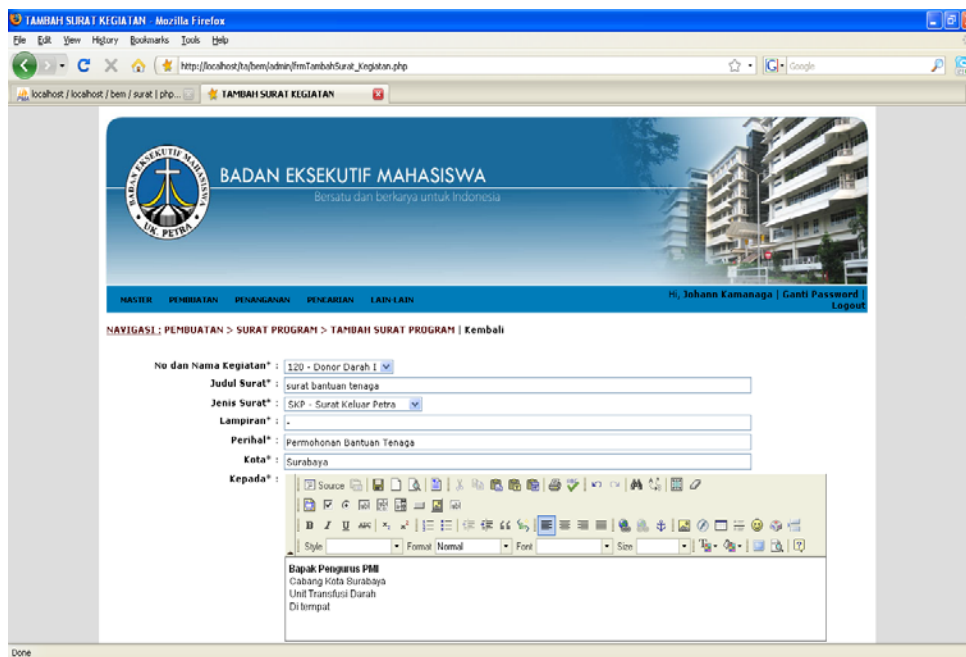 TAMBAH SURAT KEGIATAN - Mozilla Firefox
File Edit View History Bookmarks Tools Help
http://localhost/ta/bem/admin/frmTambahSurat_Kegiatan.php
Google
localhost / localhost / bem / surat | php...
TAMBAH SURAT KEGIATAN
BADAN EKSEKUTIF MAHASISWA
UK. PETRA
BADAN EKSEKUTIF MAHASISWA
Bersatu dan berkarya untuk Indonesia
MASTER PEMBUATAN PENANGANAN PENCARIAN LAIN-LAIN
Hi, Johann Kamanaga | Ganti Password |
Logout
NAVIGASI : PEMBUATAN > SURAT PROGRAM > TAMBAH SURAT PROGRAM | Kembali
No dan Nama Kegiatan* : 120 - Donor Darah I
Judul Surat* : surat bantuan tenaga
Jenis Surat* : SKP - Surat Keluar Petra
Lampiran* : -
Perihal* : Permohonan Bantuan Tenaga
Kota* : Surabaya
Kepada* :
Source
B I U ABC
Style Format Normal Font Size
Bapak Pengurus PMI
Cabang Kota Surabaya
Unit Transfusi Darah
Di tempat
Done